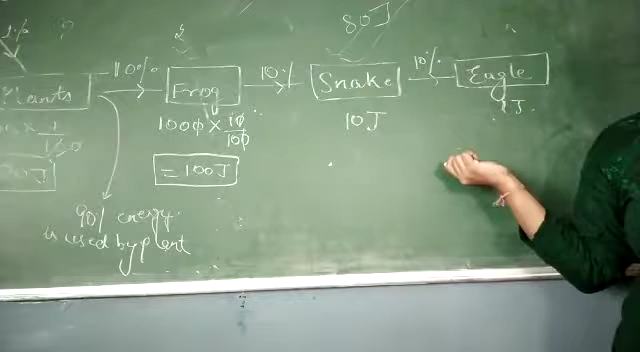 80J
10%
10%
10%
Plants
Frog
Snake
Eagle
1000 × 10/100
10J
1J.
= 100J
90% energy
is used by plant